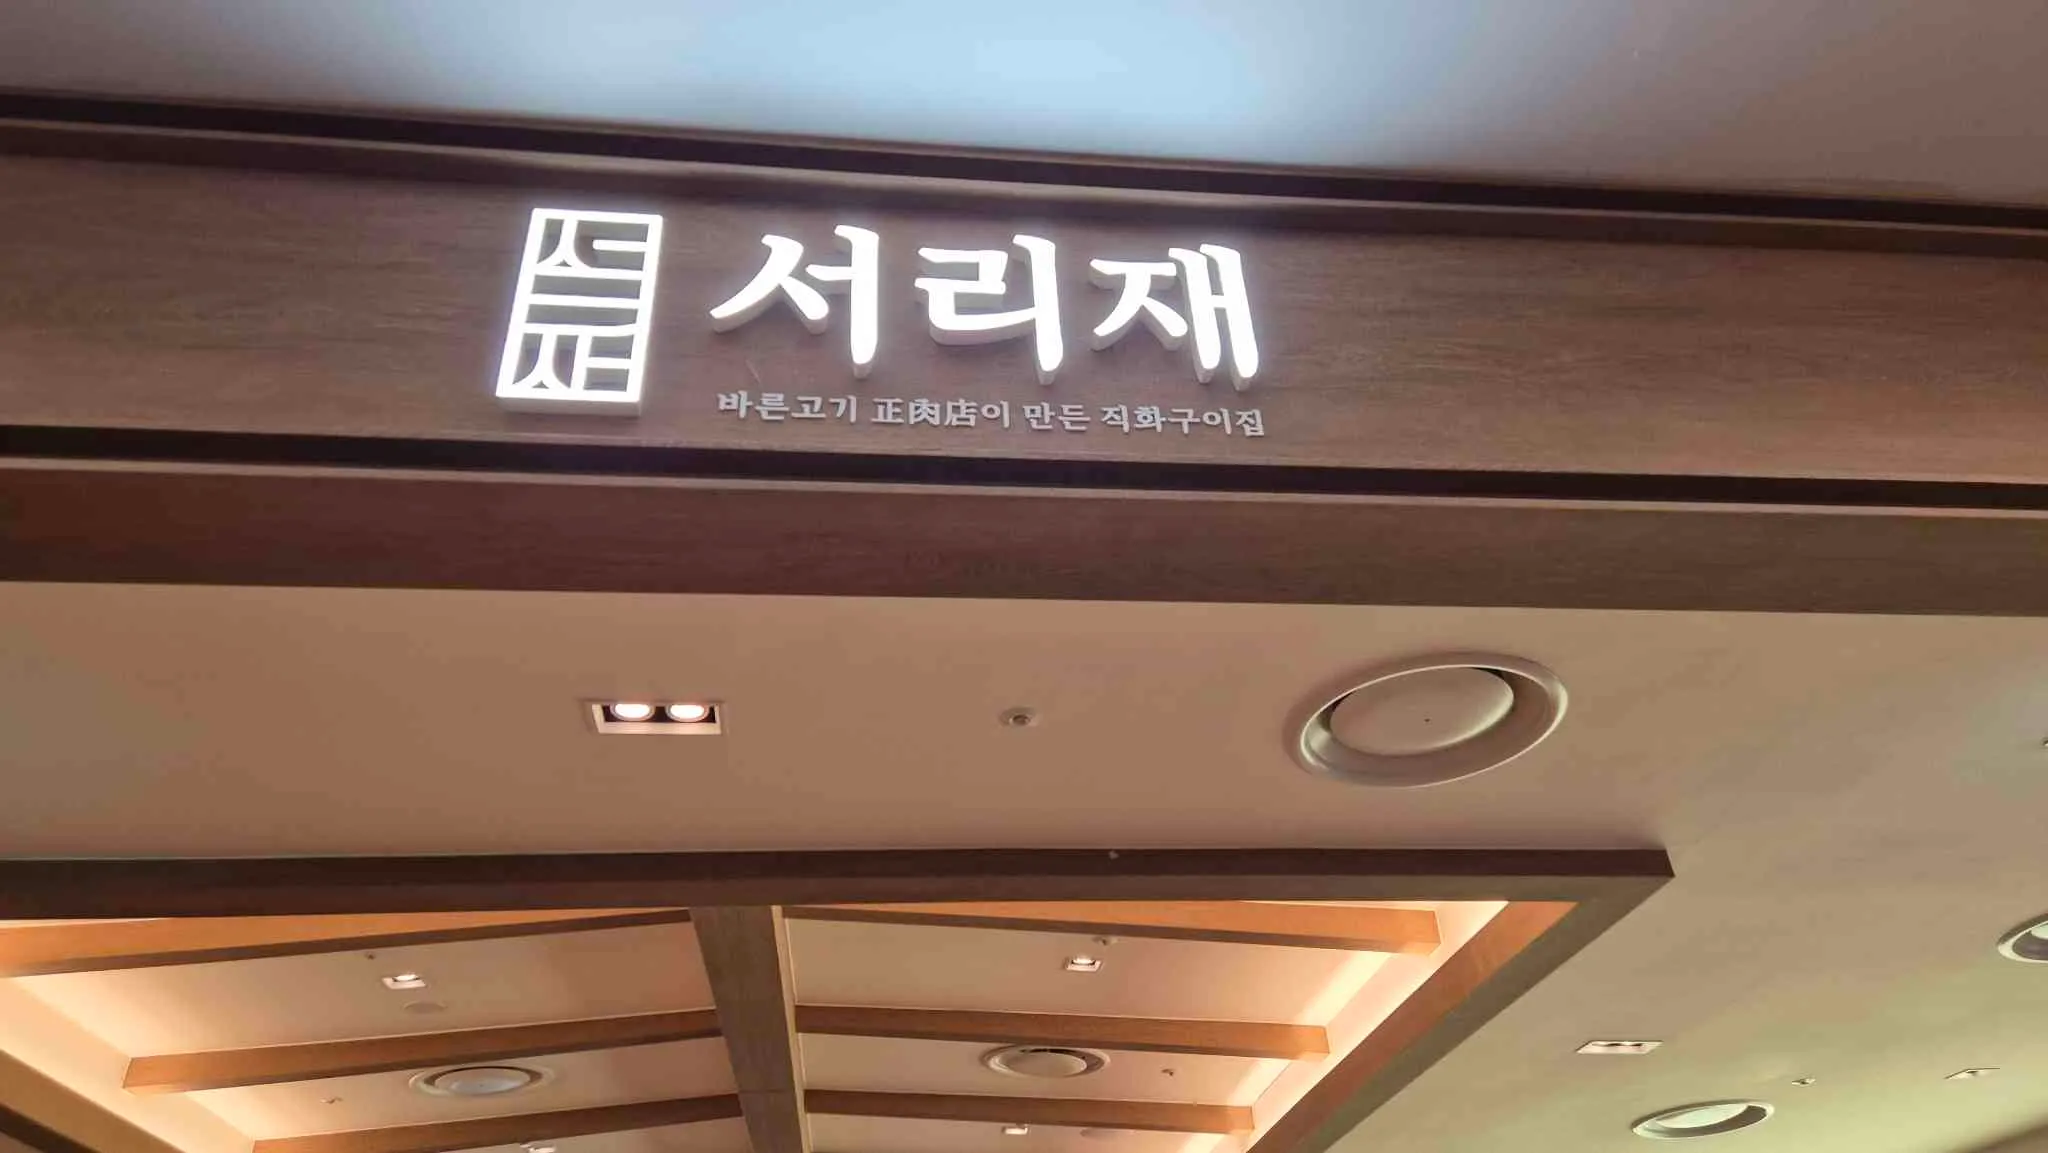 서리재
바른고기 正肉店이 만든 직화구이집